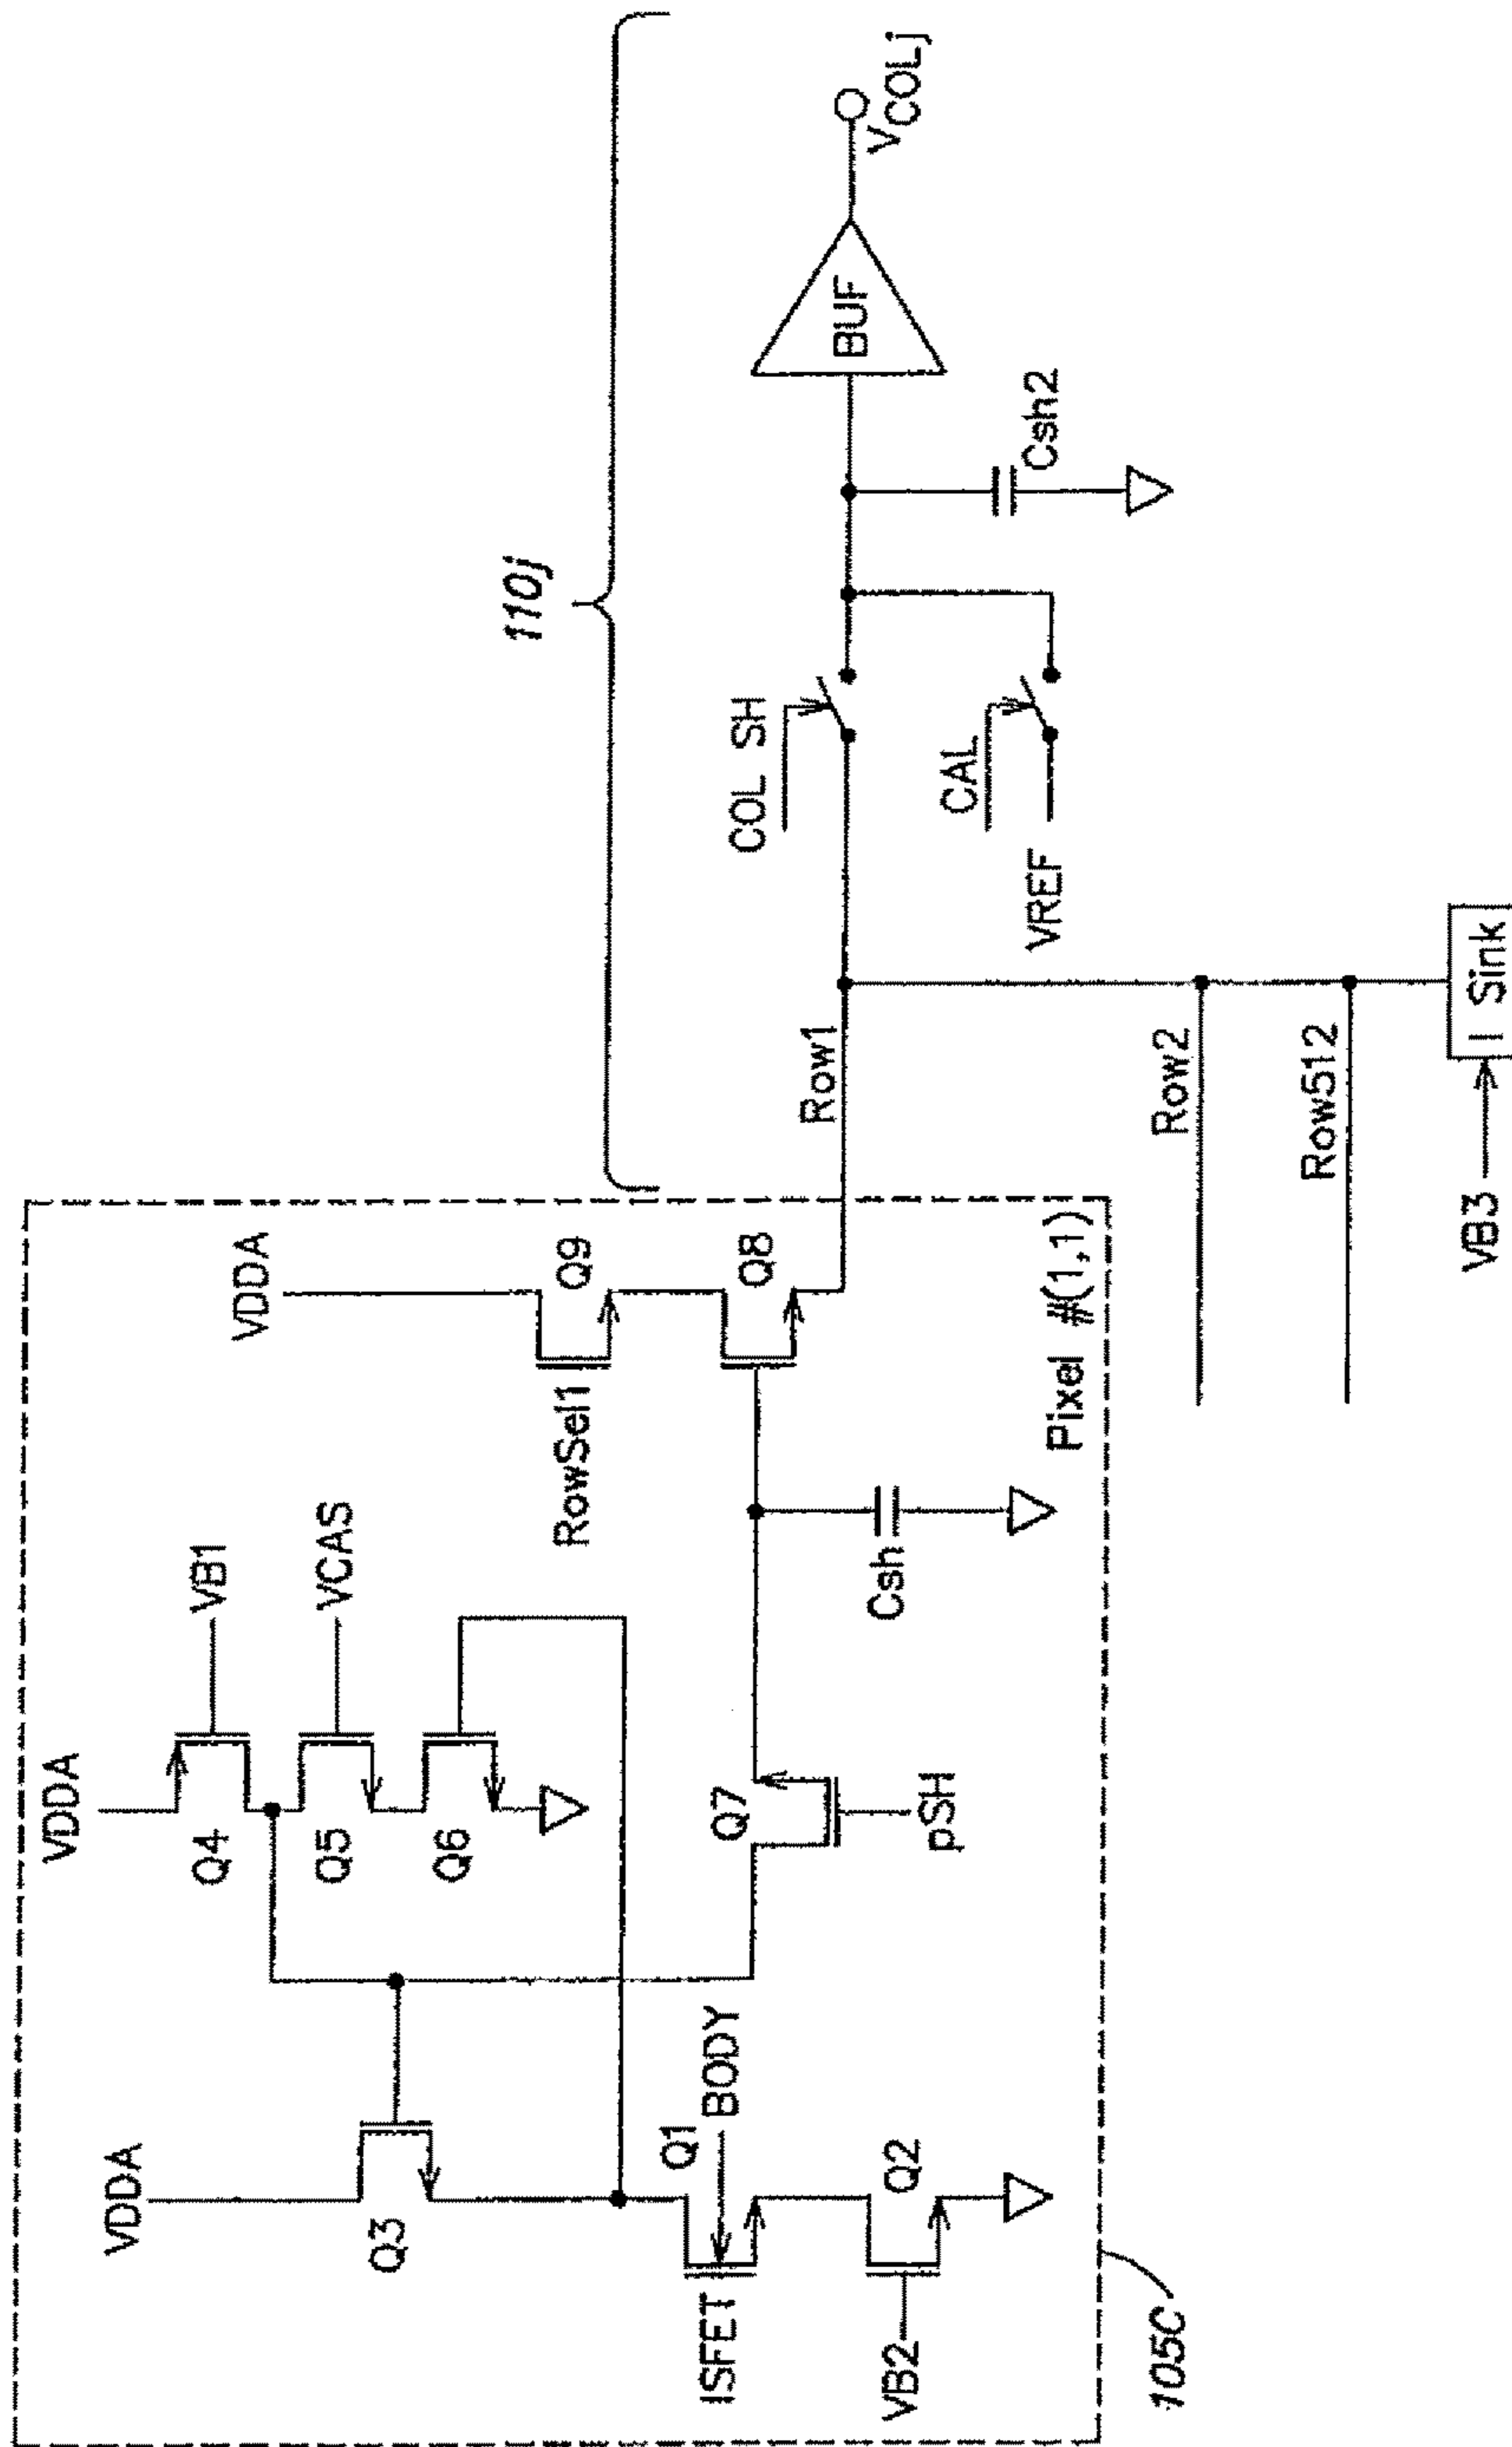 110j
VDDA
VDDA
VB1
Q4
VCAS
Q5
Q6
Q3
VDDA
Q9
RowSel1
Q8
Q1
ISFET
BODY
Q7
pSH
VB2
Q2
Csh
Pixel #(1,1)
105C
Row1
COL SH
CAL
VREF
BUF
VCOLj
Csh2
Row2
Row512
VB3
I Sink